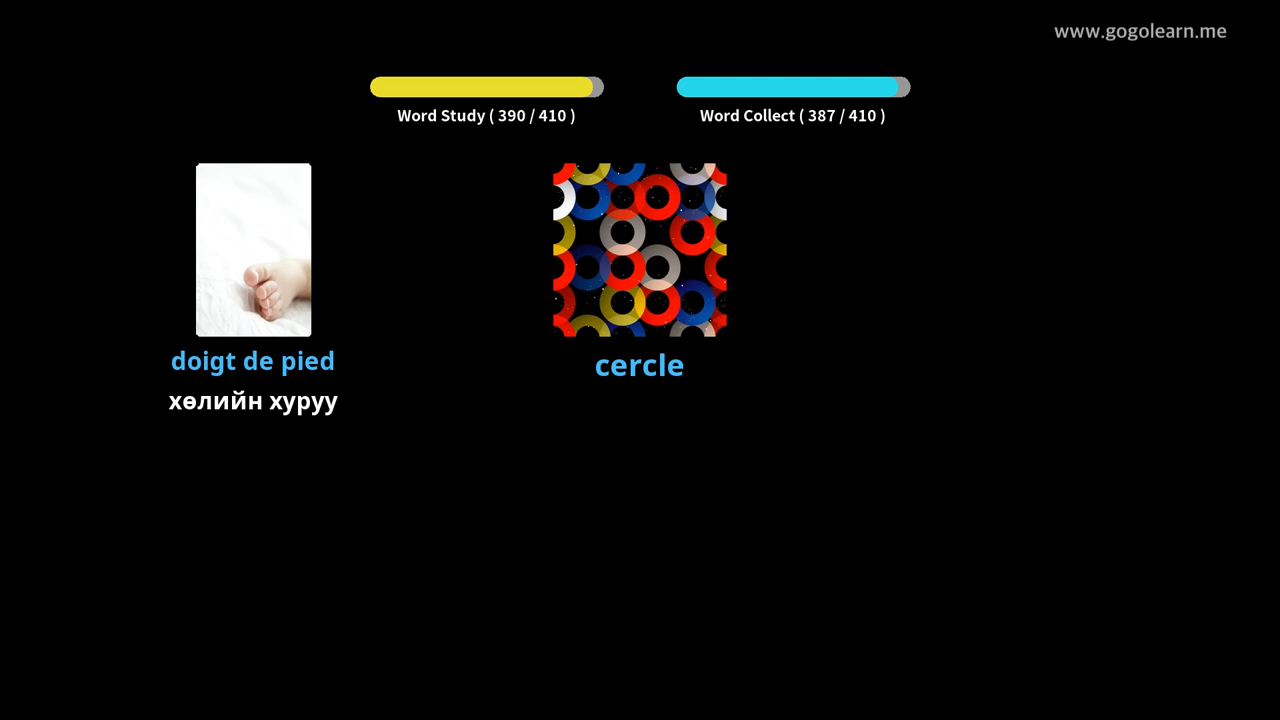 www.gogolearn.me
Word Study ( 390 / 410 )
Word Collect ( 387 / 410 )
doigt de pied
хөлийн хуруу
cercle